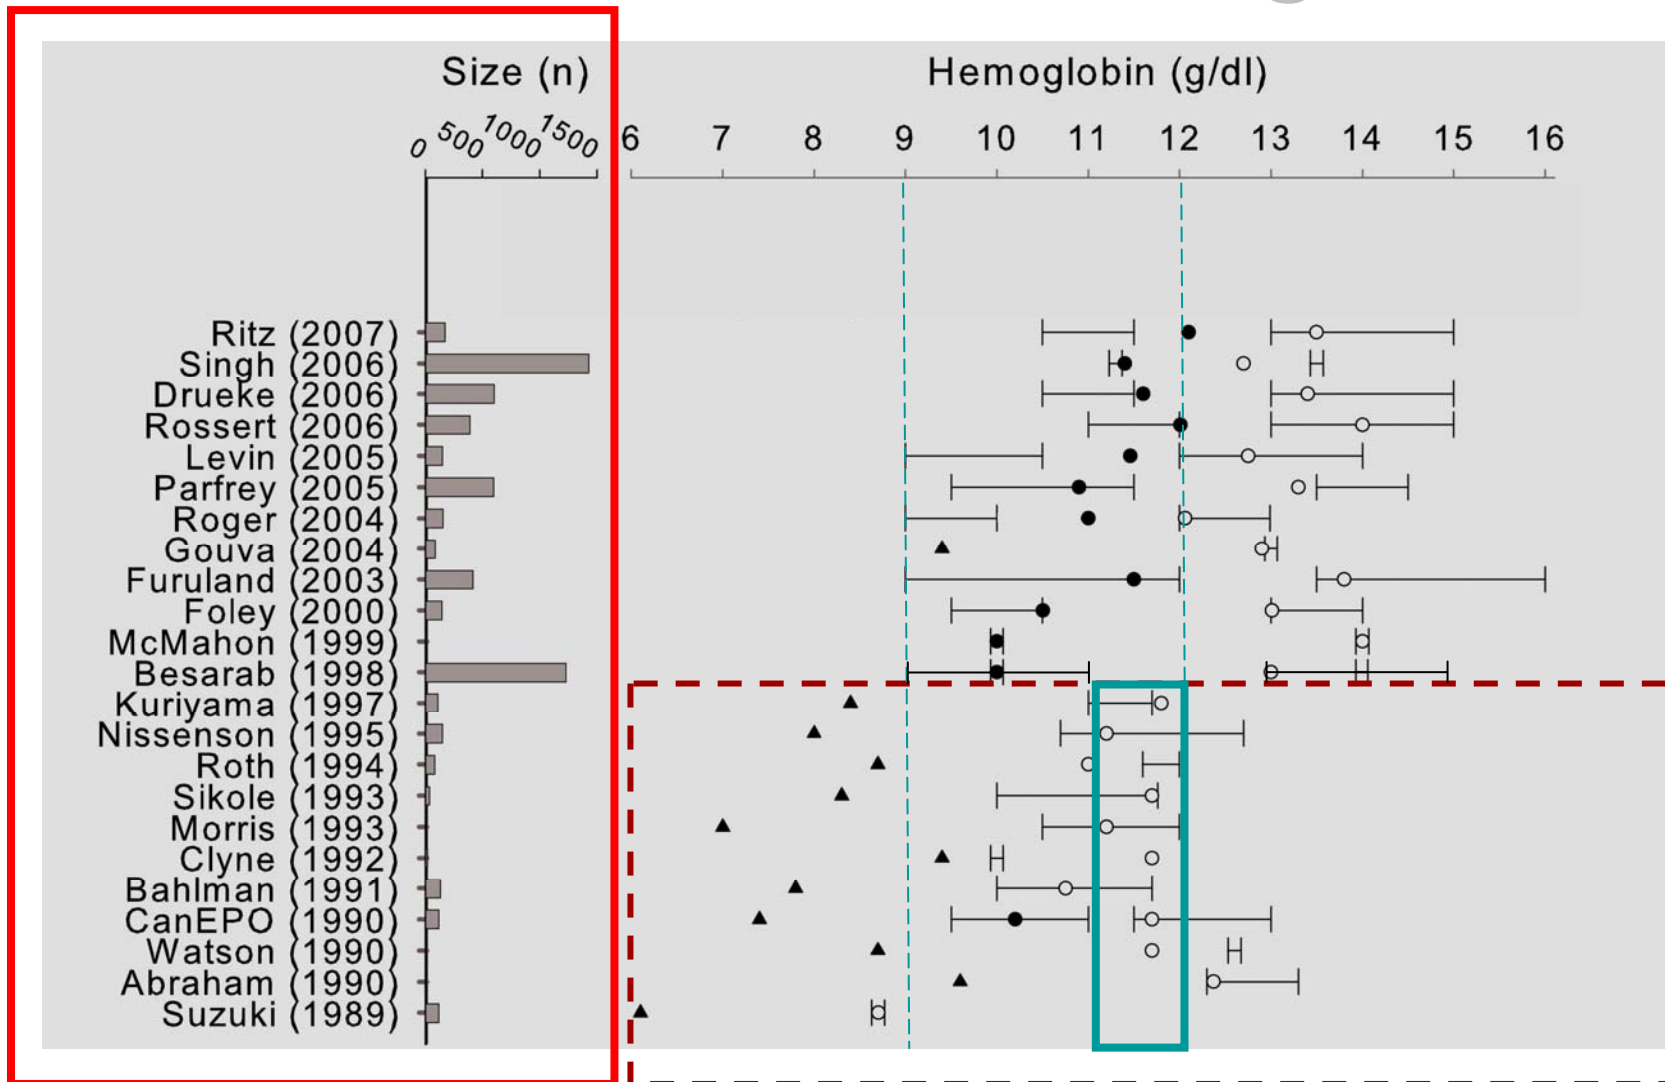 Size (n) Hemoglobin (g/dl)
0 500 1000 1500 6 7 8 9 10 11 12 13 14 15 16
Ritz (2007)
Singh (2006)
Drueke (2006)
Rossert (2006)
Levin (2005)
Parfrey (2005)
Roger (2004)
Gouva (2004)
Furuland (2003)
Foley (2000)
McMahon (1999)
Besarab (1998)
Kuriyama (1997)
Nissenson (1995)
Roth (1994)
Sikole (1993)
Morris (1993)
Clyne (1992)
Bahlman (1991)
CanEPO (1990)
Watson (1990)
Abraham (1990)
Suzuki (1989)